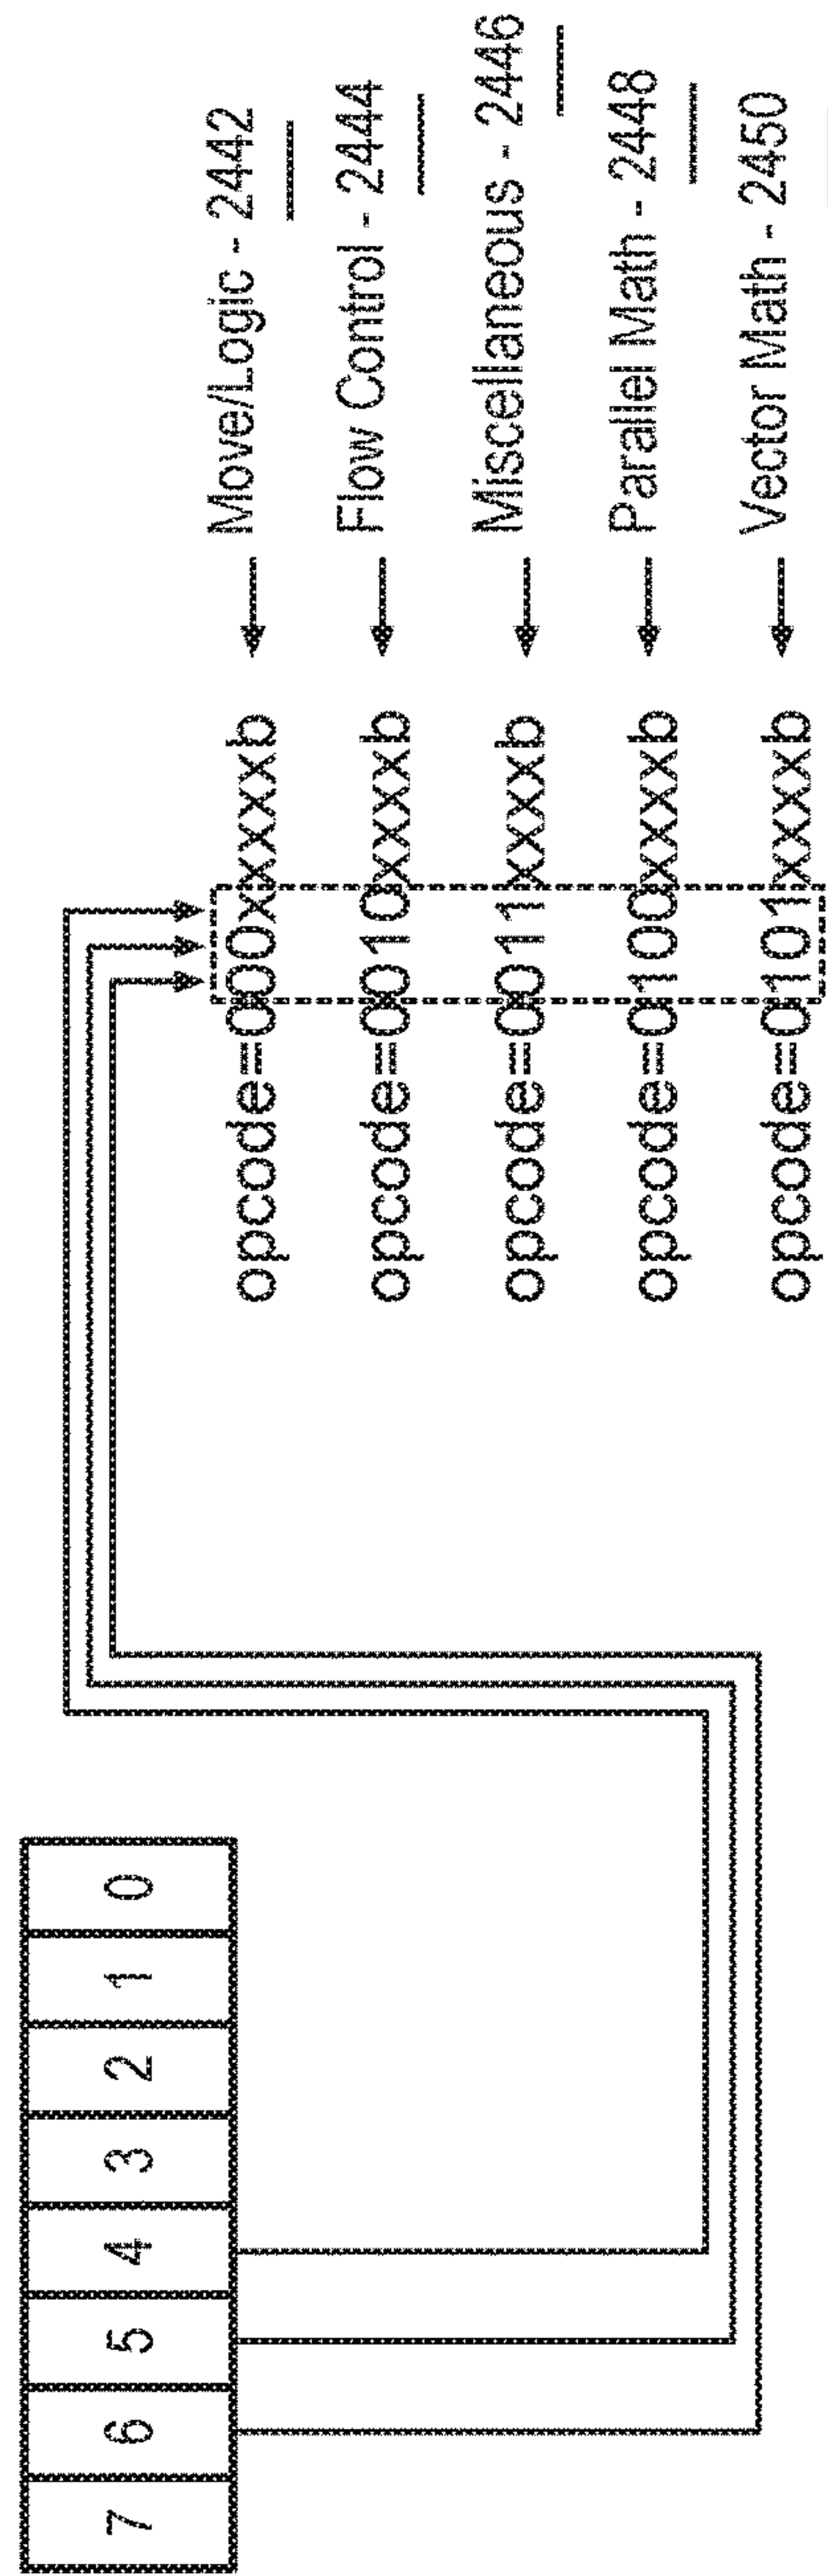 7 6 5 4 3 2 1 0
opcode=000xxxxxb Move/Logic - 2442
opcode=0010xxxxb Flow Control - 2444
opcode=0011xxxxb Miscellaneous - 2446
opcode=0100xxxxb Parallel Math - 2448
opcode=0101xxxxb Vector Math - 2450